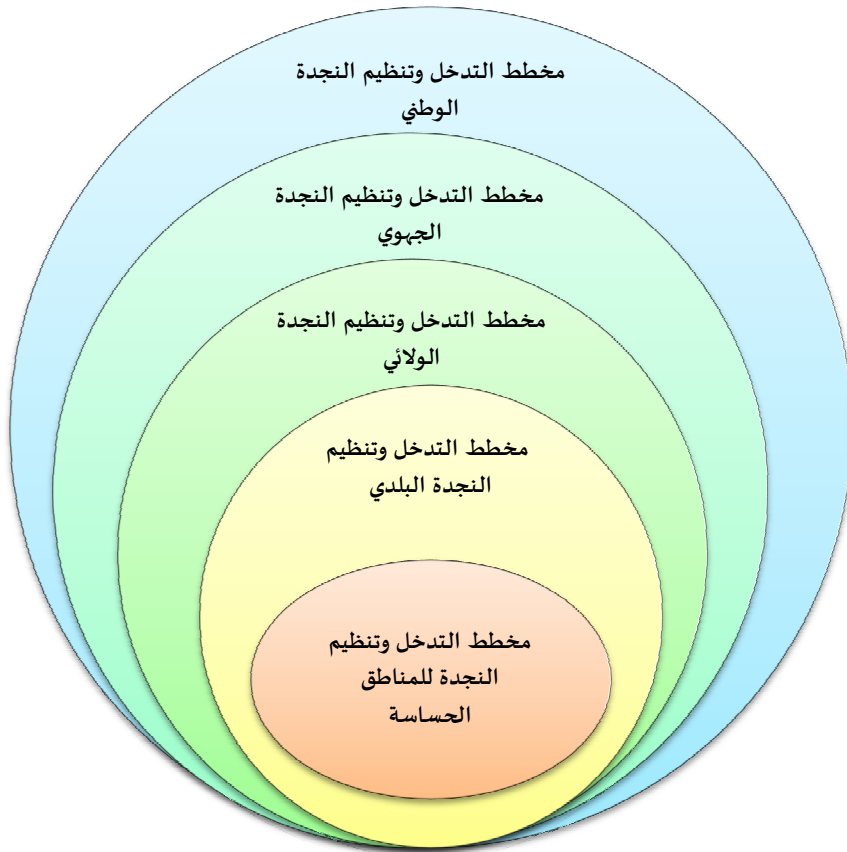 مخطط التدخل وتنظيم النجدة
الوطني
مخطط التدخل وتنظيم النجدة
الجهوي
مخطط التدخل وتنظيم النجدة
الولائي
مخطط التدخل وتنظيم
النجدة البلدي
مخطط التدخل وتنظيم
النجدة للمناطق
الحساسة